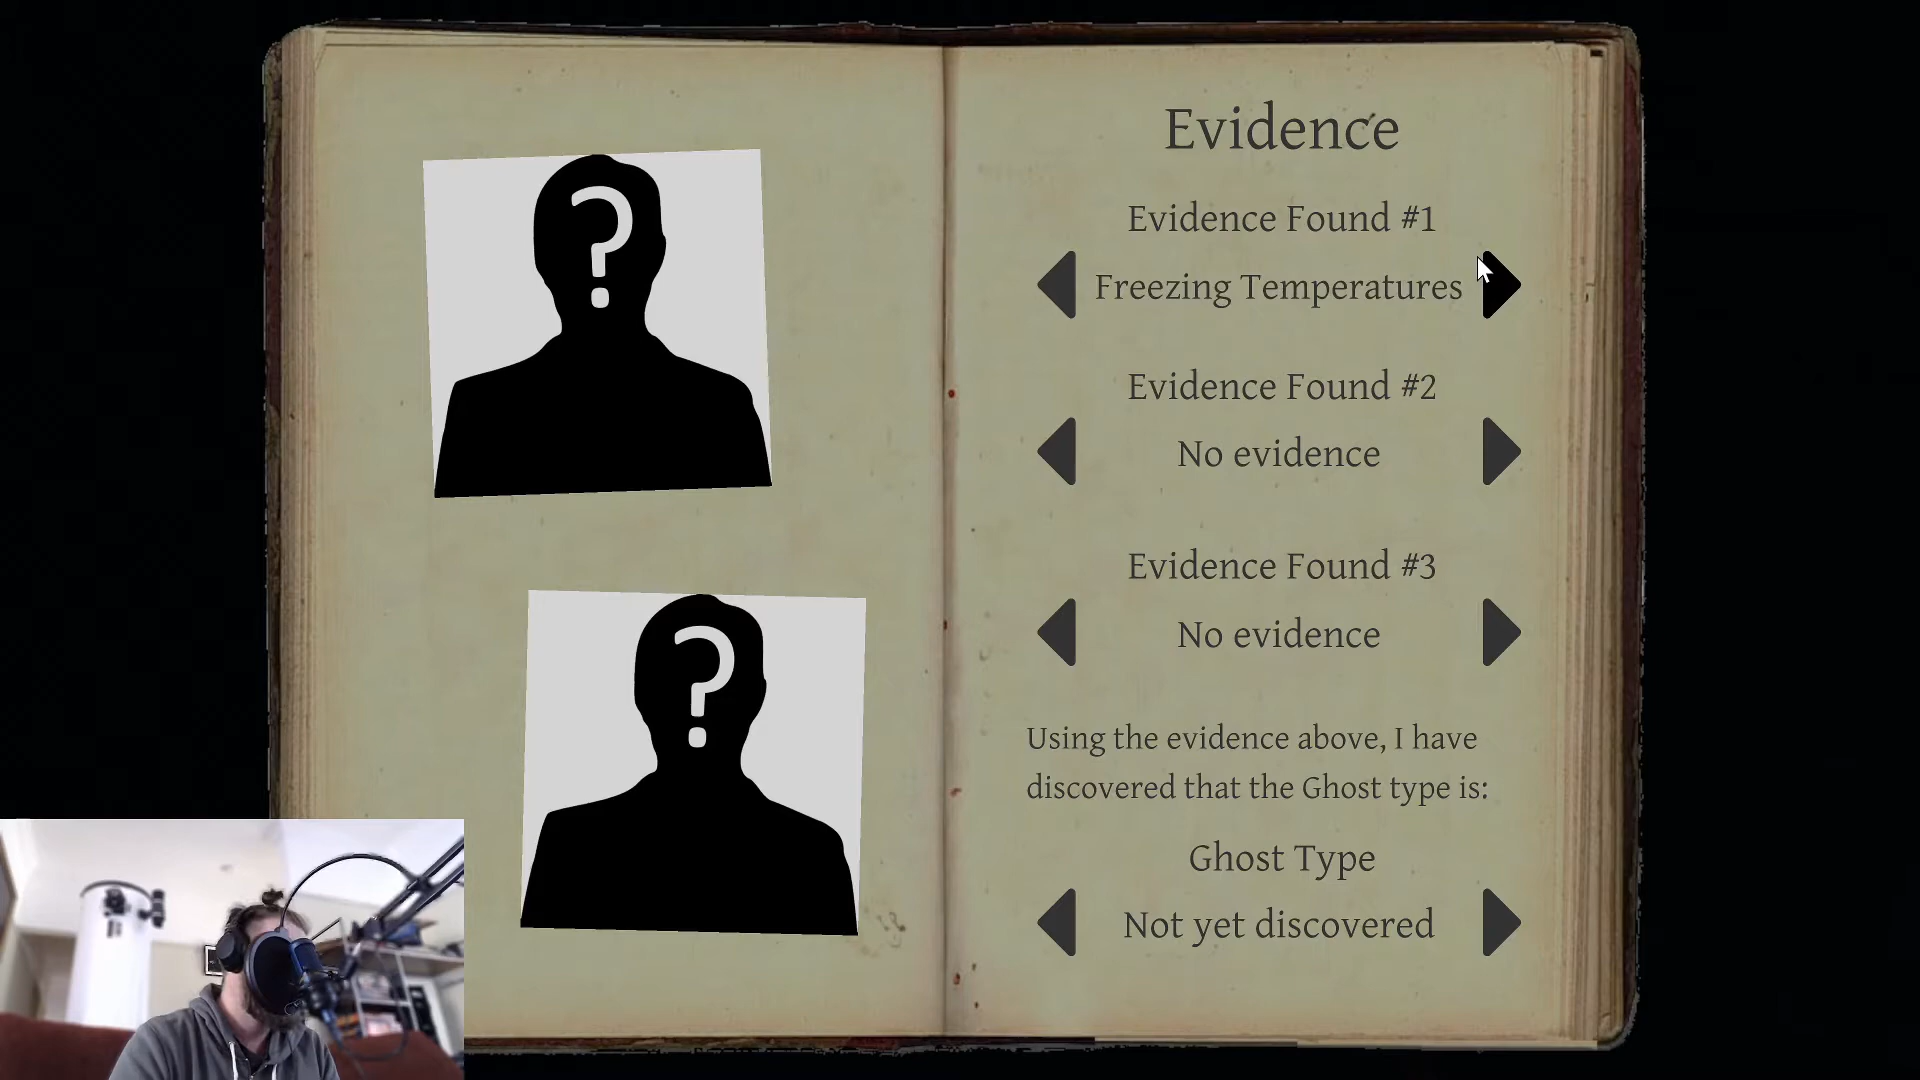 Evidence
Evidence Found #1
Freezing Temperatures
Evidence Found #2
No evidence
Evidence Found #3
No evidence
Using the evidence above, I have
discovered that the Ghost type is:
Ghost Type
Not yet discovered
?
?